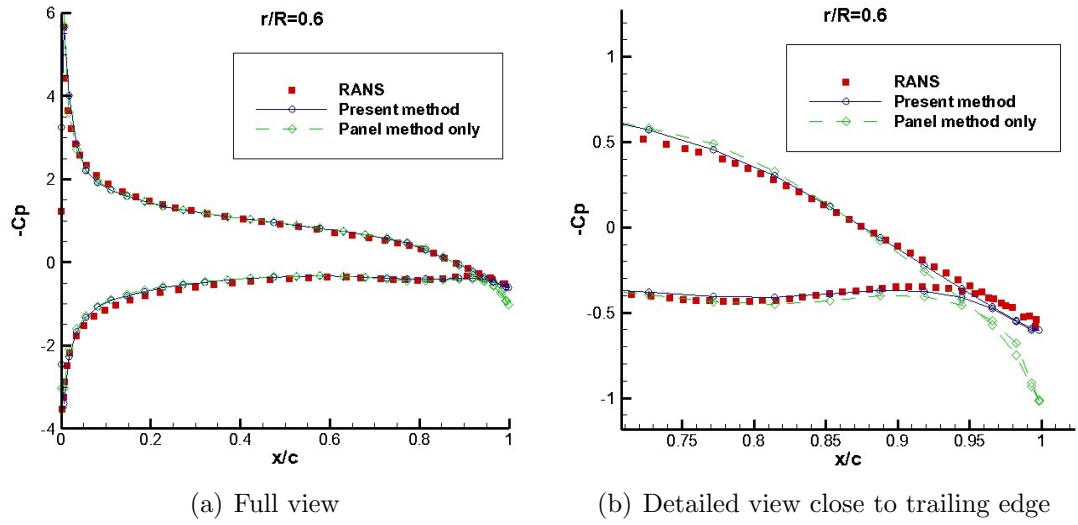 r/R=0.6
RANS
Present method
Panel method only
-Cp
6
4
2
0
-2
-4
0 0.2 0.4 0.6 0.8 1
x/c
(a) Full view
r/R=0.6
RANS
Present method
Panel method only
-Cp
1
0.5
0
-0.5
-1
0.75 0.8 0.85 0.9 0.95 1
x/c
(b) Detailed view close to trailing edge